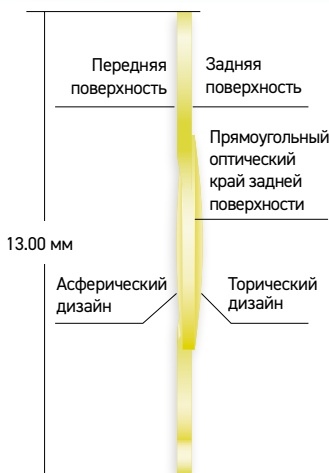 Передняя
поверхность
Задняя
поверхность
Прямоугольный
оптический
край задней
поверхности
13.00 мм
Асферический
дизайн
Торический
дизайн